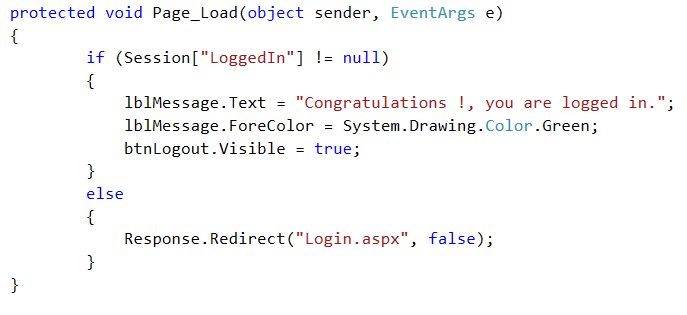 protected void Page_Load(object sender, EventArgs e)
{
if (Session["LoggedIn"] != null)
{
lblMessage.Text = "Congratulations !, you are logged in.";
lblMessage.ForeColor = System.Drawing.Color.Green;
btnLogout.Visible = true;
}
else
{
Response.Redirect("Login.aspx", false);
}
}